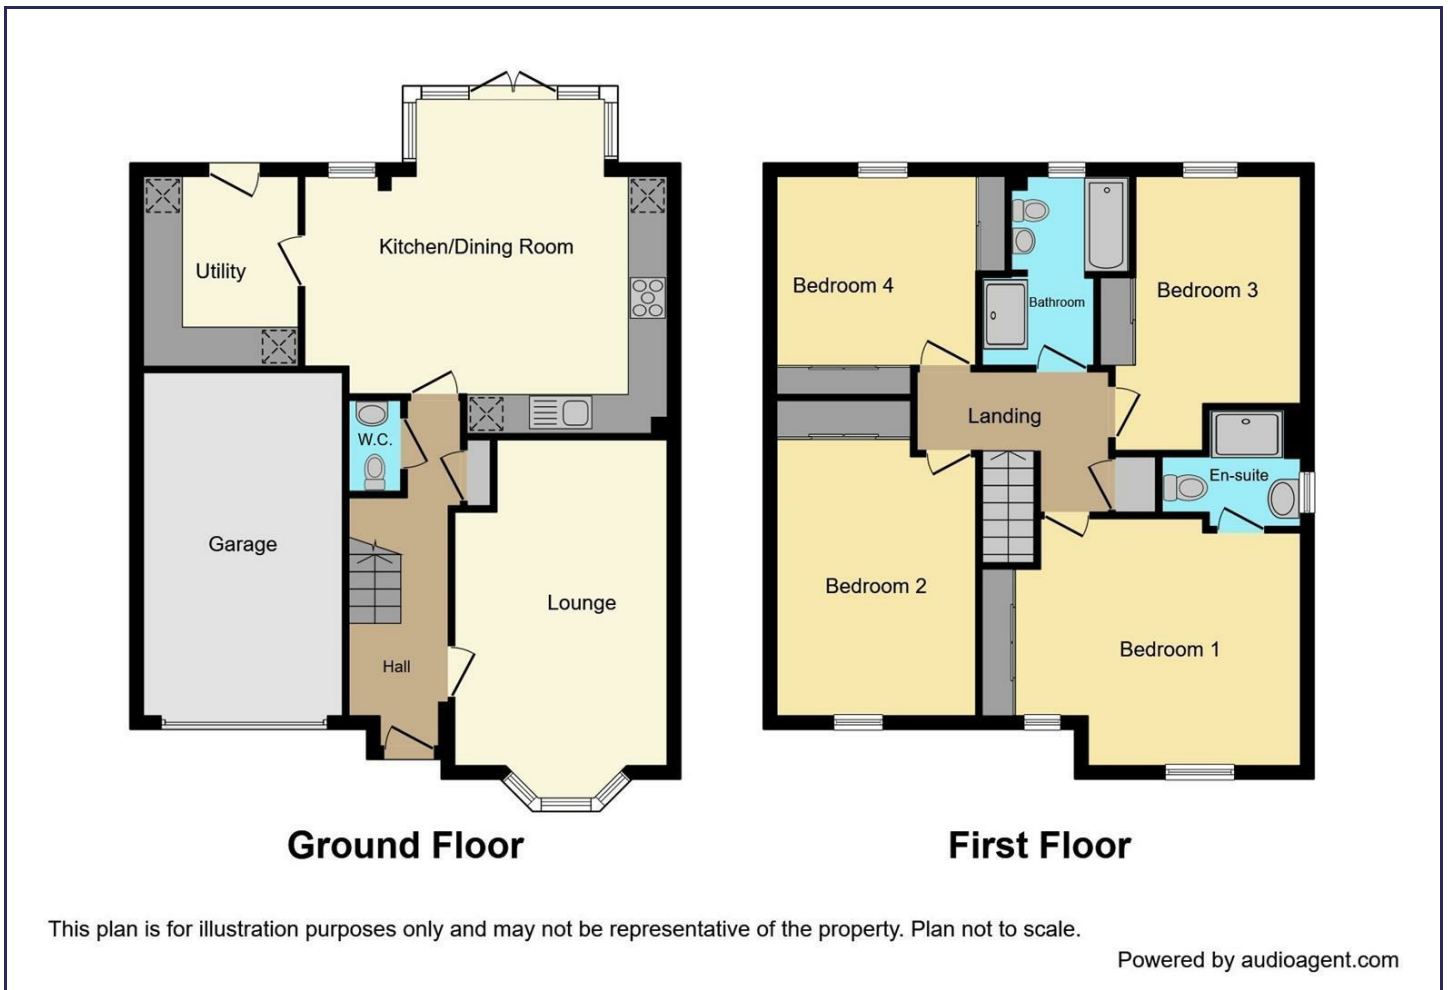 Utility
Kitchen/Dining Room
W.C.
Garage
Hall
Lounge
Ground Floor
Bedroom 4
Bathroom
Bedroom 3
Landing
En-suite
Bedroom 2
Bedroom 1
First Floor
This plan is for illustration purposes only and may not be representative of the property. Plan not to scale.
Powered by audioagent.com